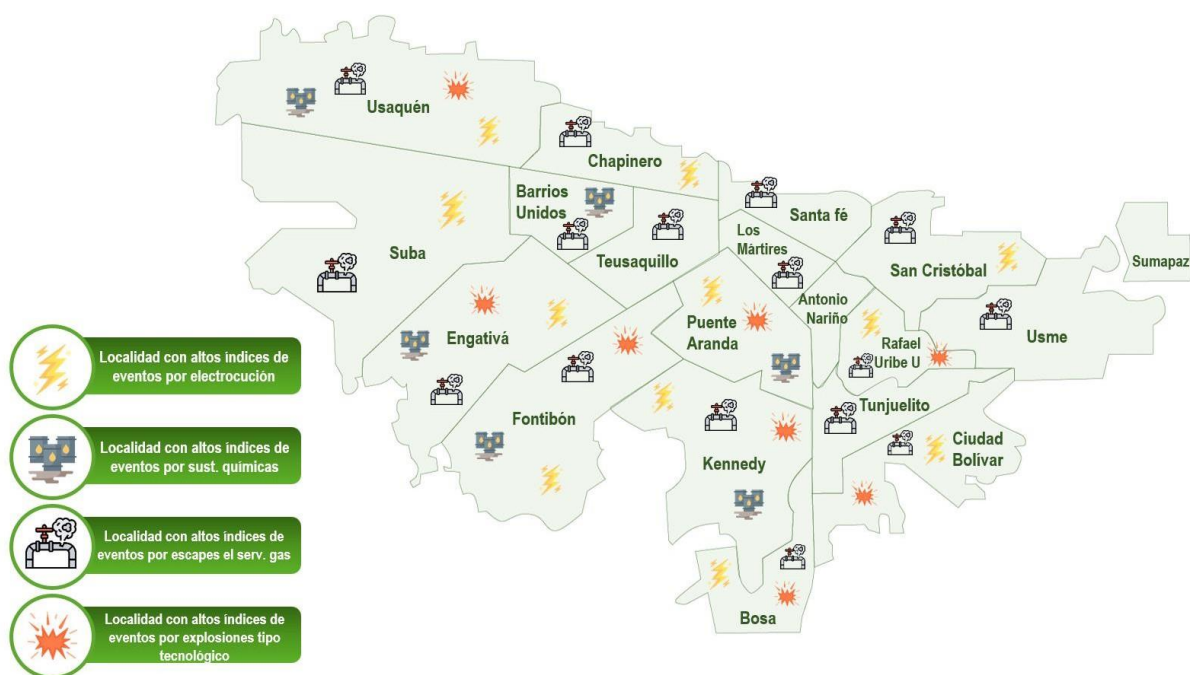 Usaquén
Chapinero
Barrios
Unidos
Santa fé
Los
Mártires
Suba
Teusaquillo
San Cristóbal
Sumapaz
Antonio
Nariño
Puente
Aranda
Engativá
Rafael
Uribe U
Usme
Tunjuelito
Fontibón
Kennedy
Ciudad
Bolívar
Bosa
Localidad con altos índices de
eventos por electrocución
Localidad con altos índices de
eventos por sust. quimicas
Localidad con altos índices de
eventos por escapes el serv. gas
Localidad con altos índices de
eventos por explosiones tipo
tecnológico